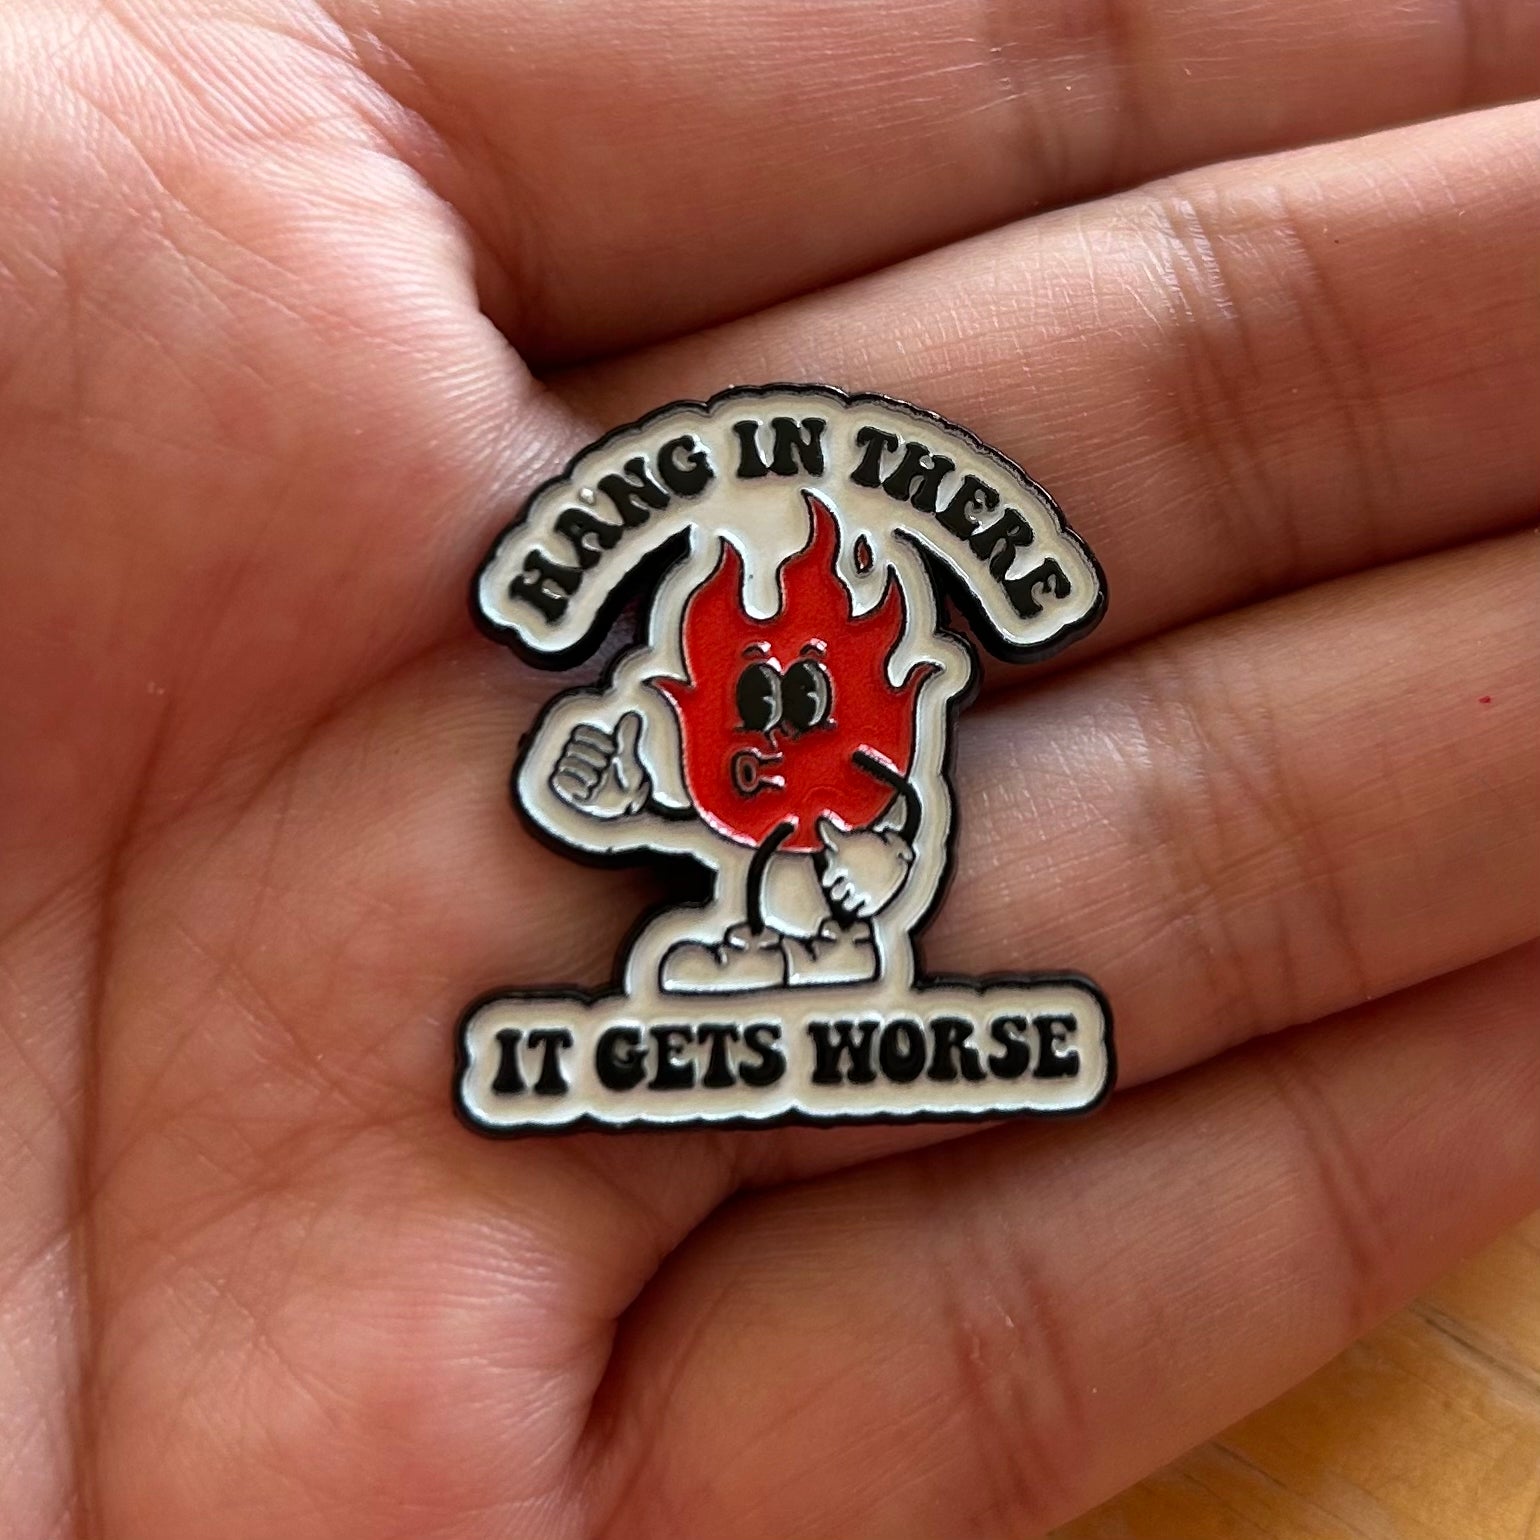 HANG IN THERE
IT GETS WORSE